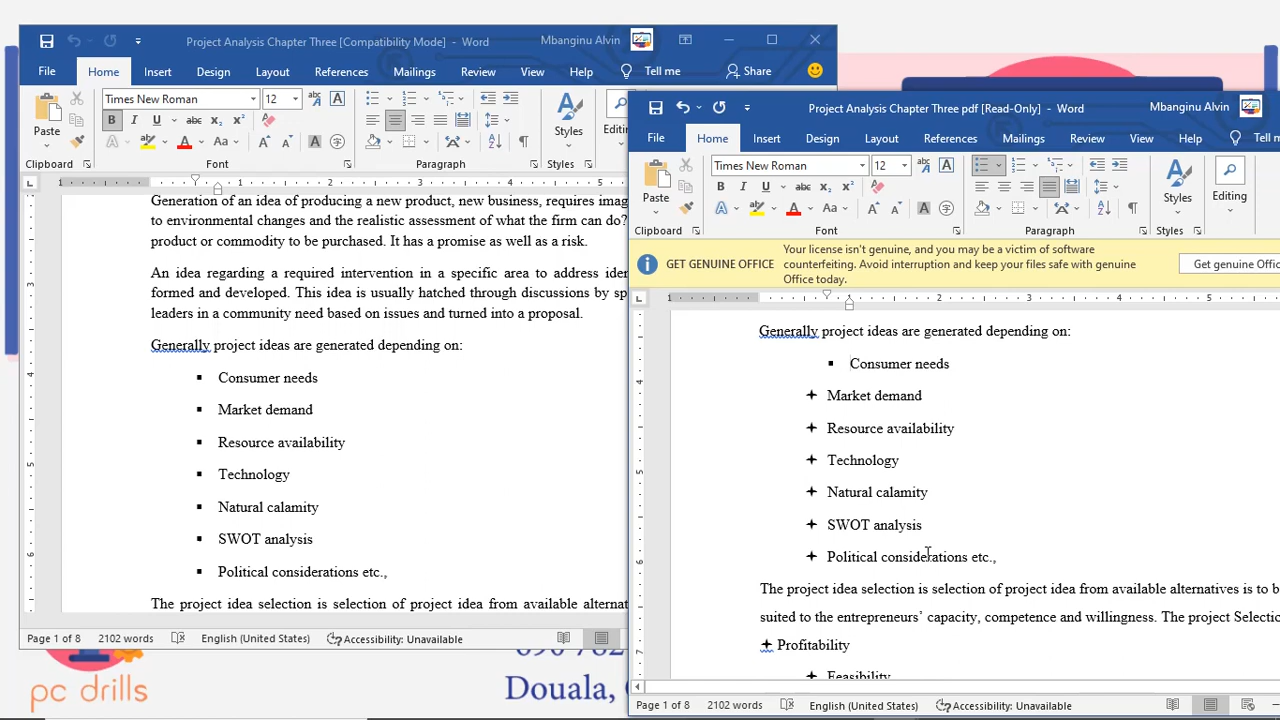 Project Analysis Chapter Three [Compatibility Mode] - Word
Mbanginu Alvin
File Home Insert Design Layout References Mailings Review View Help Tell me Share
Paste
Clipboard
Times New Roman 12
Font
Paragraph
Styles
Styles
Editing
Generation of an idea of producing a new product, new business, requires imag
to environmental changes and the realistic assessment of what the firm can do?
product or commodity to be purchased. It has a promise as well as a risk.
An idea regarding a required intervention in a specific area to address iden
formed and developed. This idea is usually hatched through discussions by sp
leaders in a community need based on issues and turned into a proposal.
Generally project ideas are generated depending on:
▪ Consumer needs
▪ Market demand
▪ Resource availability
▪ Technology
▪ Natural calamity
▪ SWOT analysis
▪ Political considerations etc.,
The project idea selection is selection of project idea from available alternat
Page 1 of 8 2102 words English (United States) Accessibility: Unavailable
Project Analysis Chapter Three pdf [Read-Only] - Word
Mbanginu Alvin
File Home Insert Design Layout References Mailings Review View Help Tell m
Paste
Clipboard
Times New Roman 12
Font
Paragraph
Styles
Styles
Editing
GET GENUINE OFFICE
Your license isn't genuine, and you may be a victim of software
counterfeiting. Avoid interruption and keep your files safe with genuine
Office today.
Get genuine Offic
Generally project ideas are generated depending on:
▪ Consumer needs
Market demand
Resource availability
Technology
Natural calamity
SWOT analysis
Political considerations etc.,
The project idea selection is selection of project idea from available alternatives is to b
suited to the entrepreneurs' capacity, competence and willingness. The project Selectio
Profitability
Feasibility
Page 1 of 8 2102 words English (United States) Accessibility: Unavailable
pc drills
Douala,